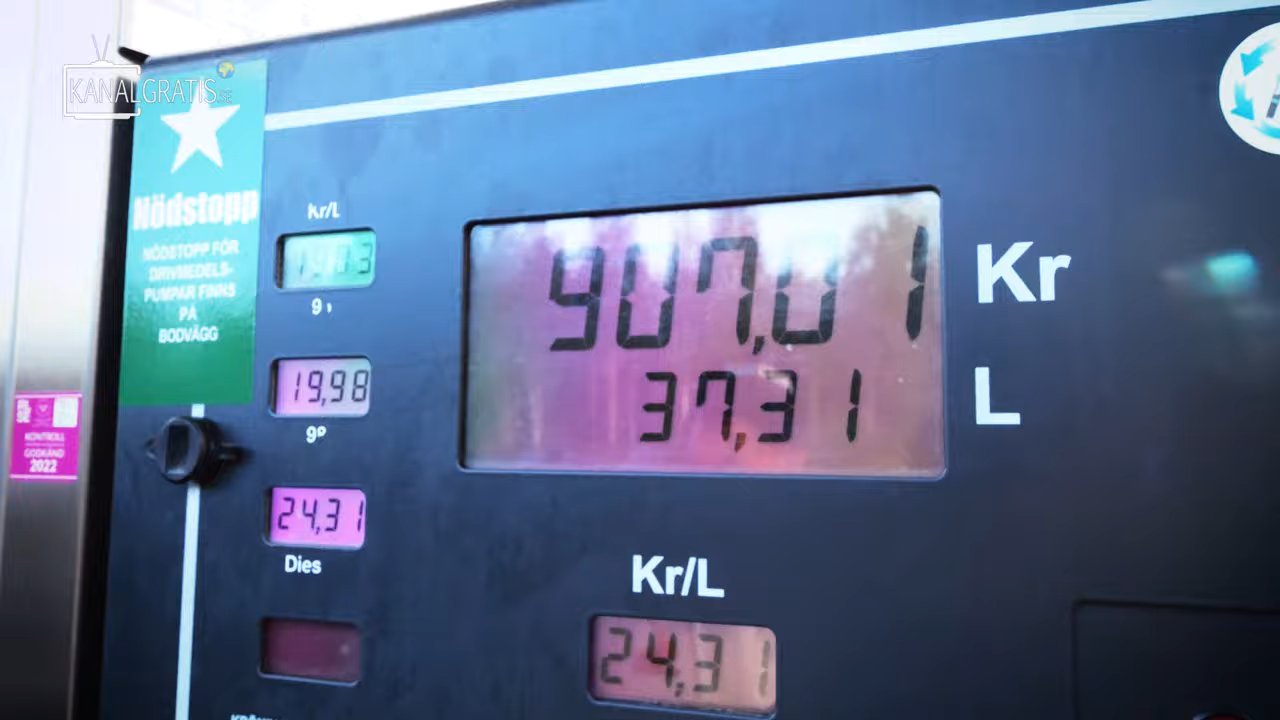 KANALGRATIS.SE
Nödstopp
NÖDSTOPP FÖR
DRIVMEDELS-
PUMPAR FINNS
PÅ
BODVÄGG
Kr/L
19,98
24,31
Dies
907,01 Kr
37,31 L
Kr/L
24,31
KONTROLL
GODKÄND
2022